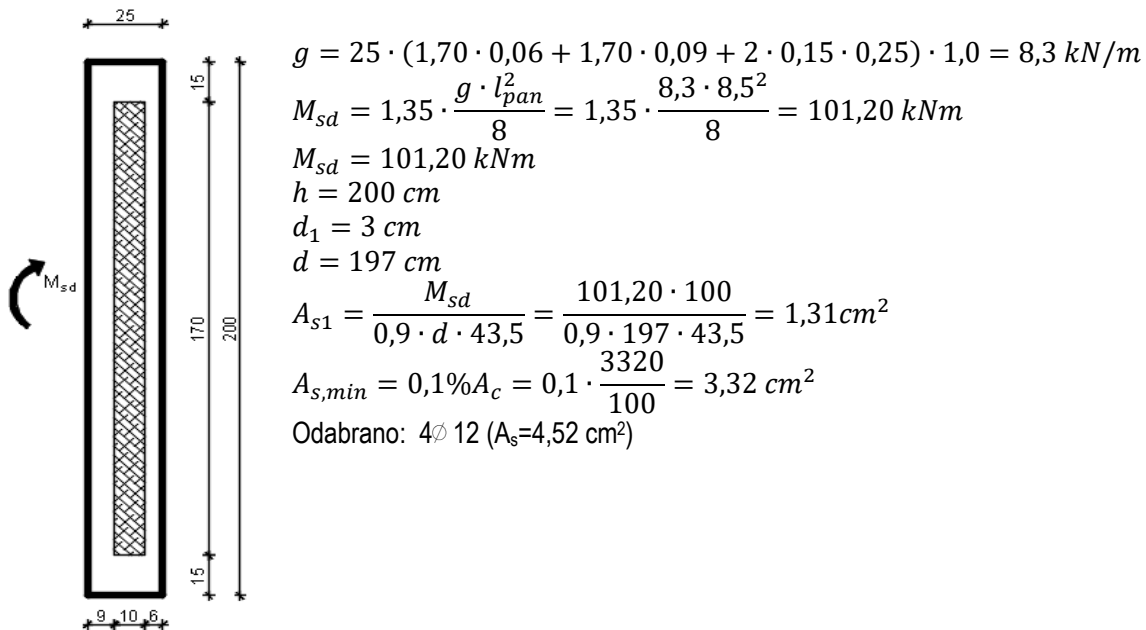 25
g = 25 · (1,70 · 0,06 + 1,70 · 0,09 + 2 · 0,15 · 0,25) · 1,0 = 8,3 kN/m
15
M_sd = 1,35 · (g · l_pan^2)/8 = 1,35 · (8,3 · 8,5^2)/8 = 101,20 kNm
M_sd = 101,20 kNm
h = 200 cm
d_1 = 3 cm
d = 197 cm
M_sd
170
200
A_s1 = M_sd/(0,9 · d · 43,5) = (101,20 · 100)/(0,9 · 197 · 43,5) = 1,31cm^2
A_s,min = 0,1%A_c = 0,1 · 3320/100 = 3,32 cm^2
Odabrano: 4∅ 12 (A_s=4,52 cm²)
15
9 10 6